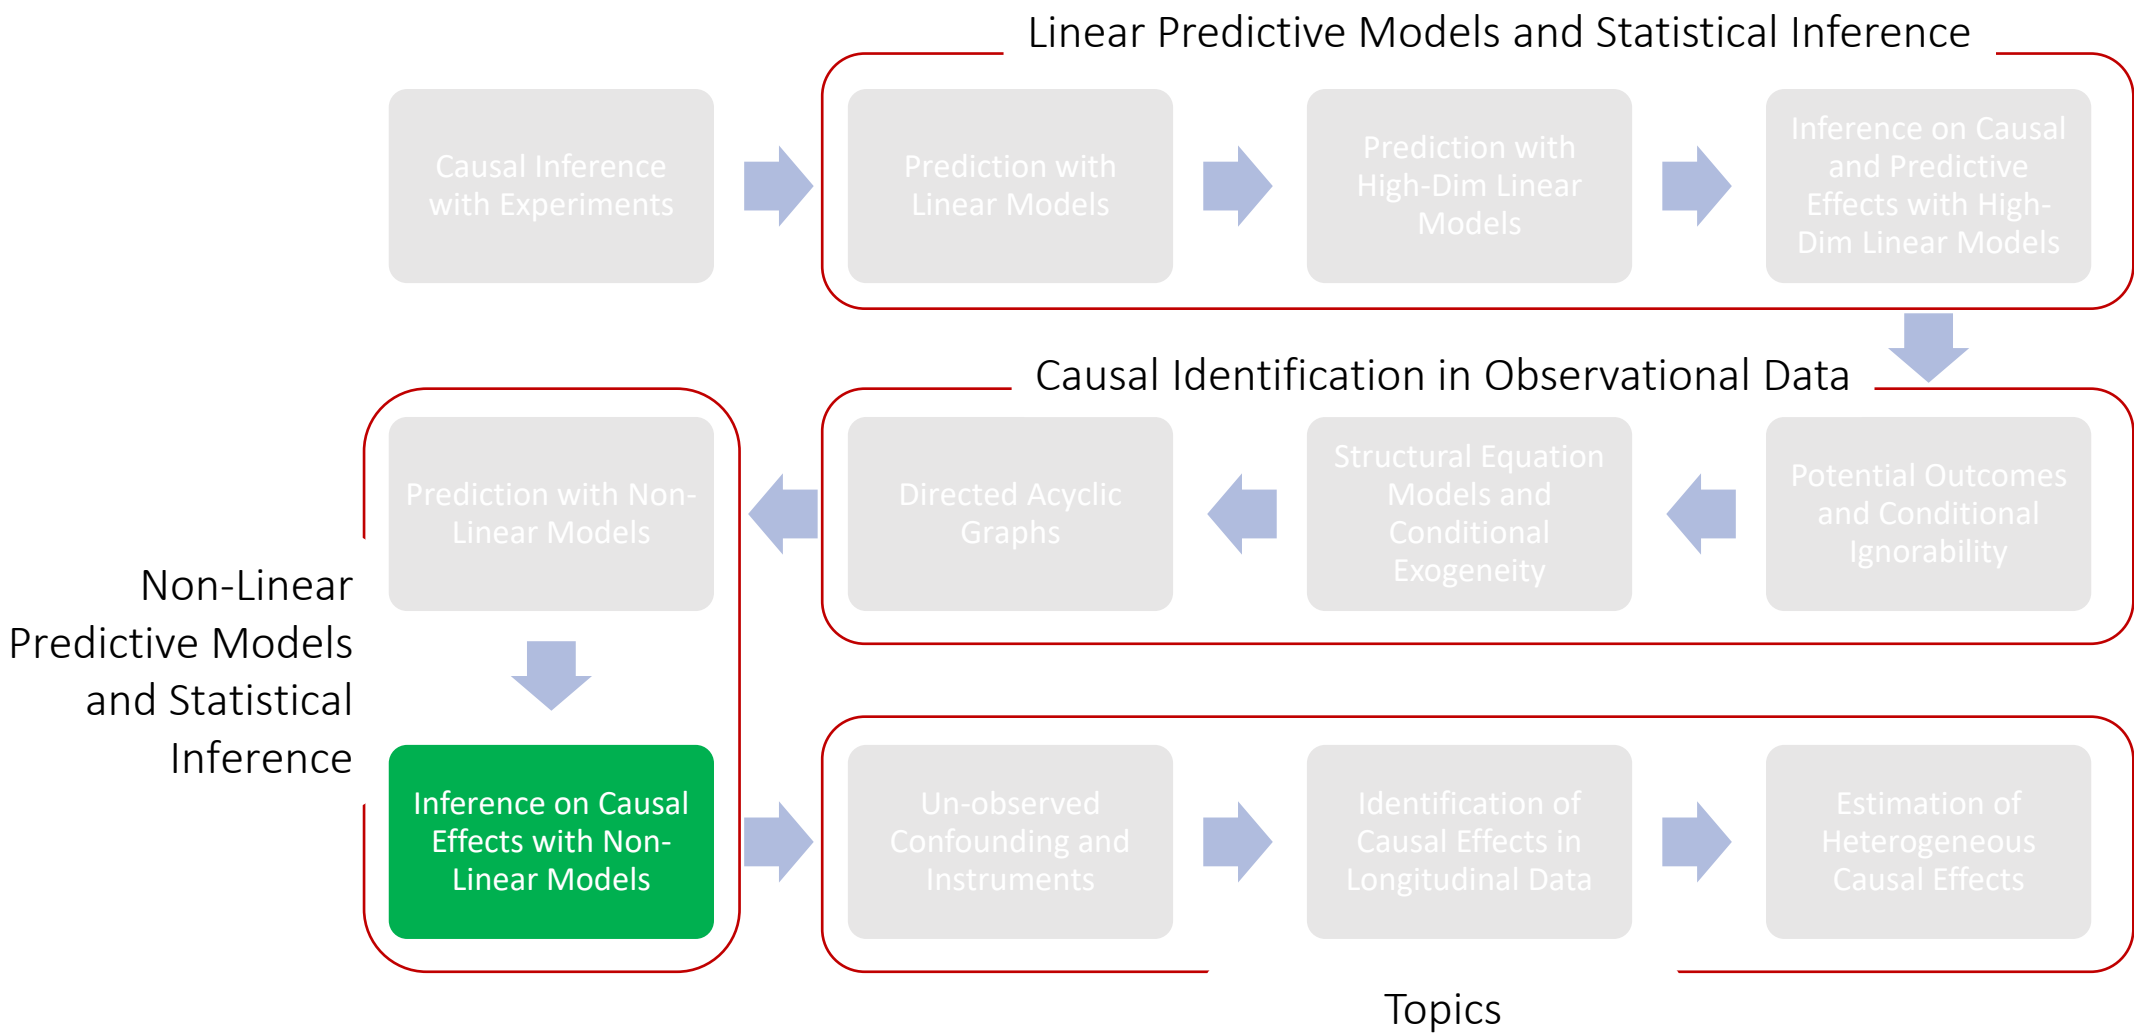 Linear Predictive Models and Statistical Inference
Causal Inference
with Experiments
Prediction with
Linear Models
Prediction with
High-Dim Linear
Models
Inference on Causal
and Predictive
Effects with High-
Dim Linear Models
Causal Identification in Observational Data
Prediction with Non-
Linear Models
Directed Acyclic
Graphs
Structural Equation
Models and
Conditional
Exogeneity
Potential Outcomes
and Conditional
Ignorability
Non-Linear
Predictive Models
and Statistical
Inference
Inference on Causal
Effects with Non-
Linear Models
Un-observed
Confounding and
Instruments
Identification of
Causal Effects in
Longitudinal Data
Estimation of
Heterogeneous
Causal Effects
Topics